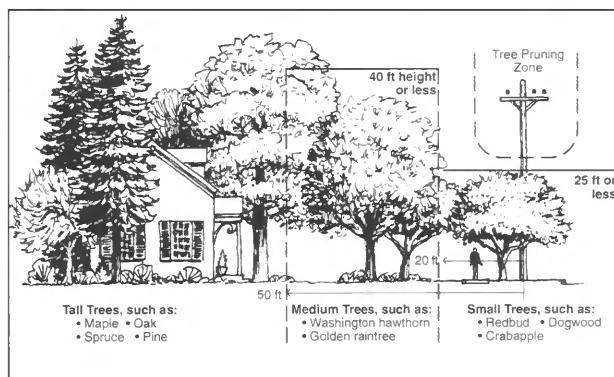 Tree Pruning
Zone
40 ft height
or less
25 ft or
less
20 ft
50 ft
Tall Trees, such as:
• Maple • Oak
• Spruce • Pine
Medium Trees, such as:
• Washington hawthorn
• Golden raintree
Small Trees, such as:
• Redbud • Dogwood
• Crabapple